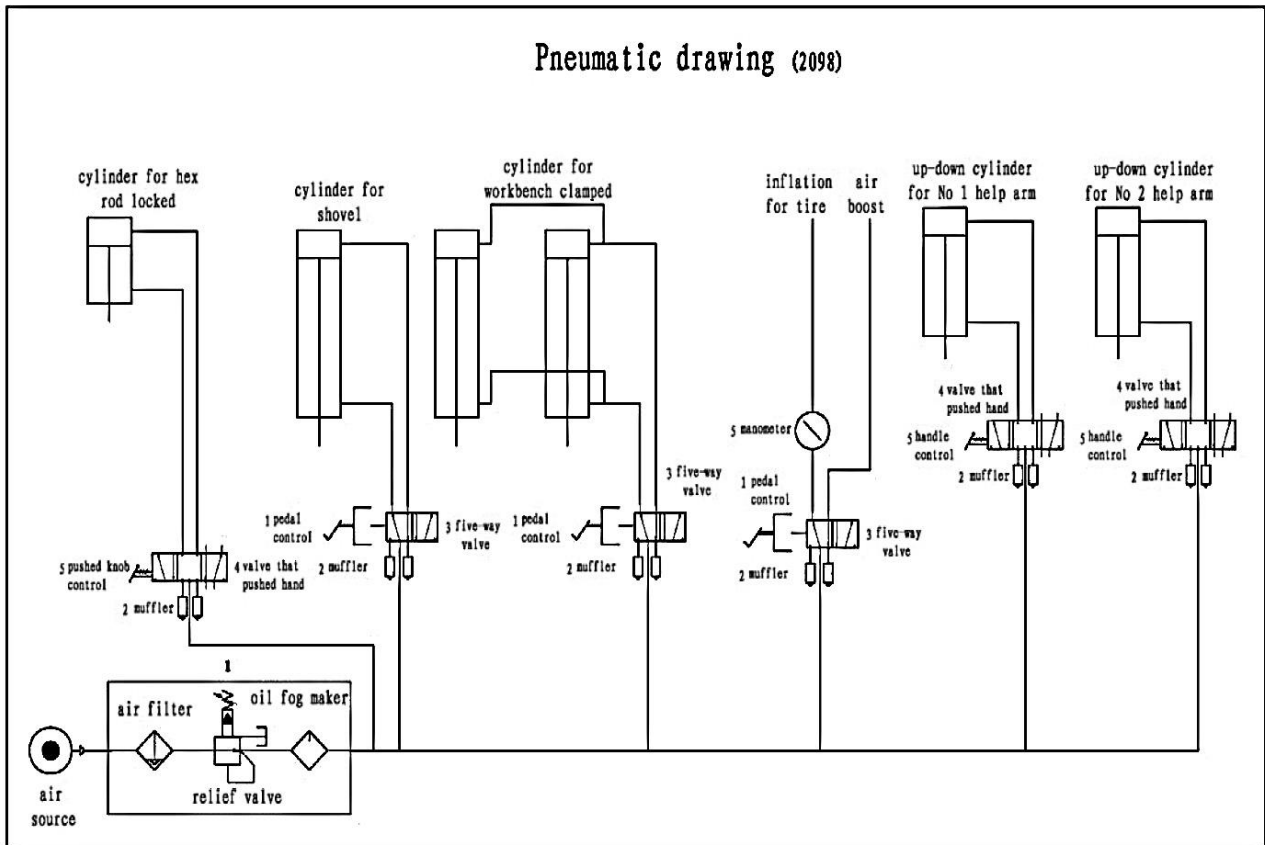 Pneumatic drawing (2098)
cylinder for hex
rod locked
cylinder for
shovel
cylinder for
workbench clamped
inflation
for tire
air
boost
up-down cylinder
for No 1 help arm
up-down cylinder
for No 2 help arm
5 manometer
4 valve that
pushed hand
5 handle
control
2 muffler
4 valve that
pushed hand
5 handle
control
2 muffler
1 pedal
control
3 five-way
valve
2 muffler
1 pedal
control
3 five-way
valve
2 muffler
1 pedal
control
3 five-way
valve
2 muffler
5 pushed knob
control
4 valve that
pushed hand
2 muffler
1
air filter
oil fog maker
relief valve
air
source